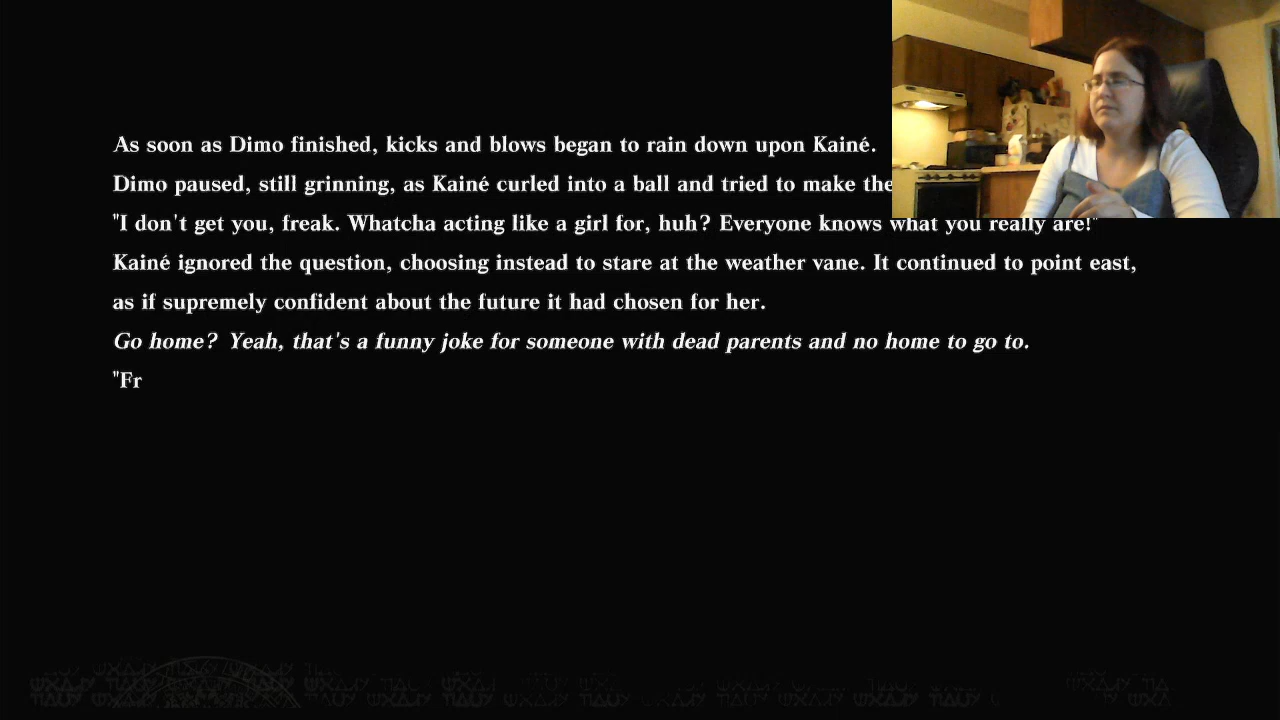 As soon as Dimo finished, kicks and blows began to rain down upon Kainé.
Dimo paused, still grinning, as Kainé curled into a ball and tried to make the
"I don't get you, freak. Whatcha acting like a girl for, huh? Everyone knows what you really are!"
Kainé ignored the question, choosing instead to stare at the weather vane. It continued to point east,
as if supremely confident about the future it had chosen for her.
Go home? Yeah, that's a funny joke for someone with dead parents and no home to go to.
"Fr